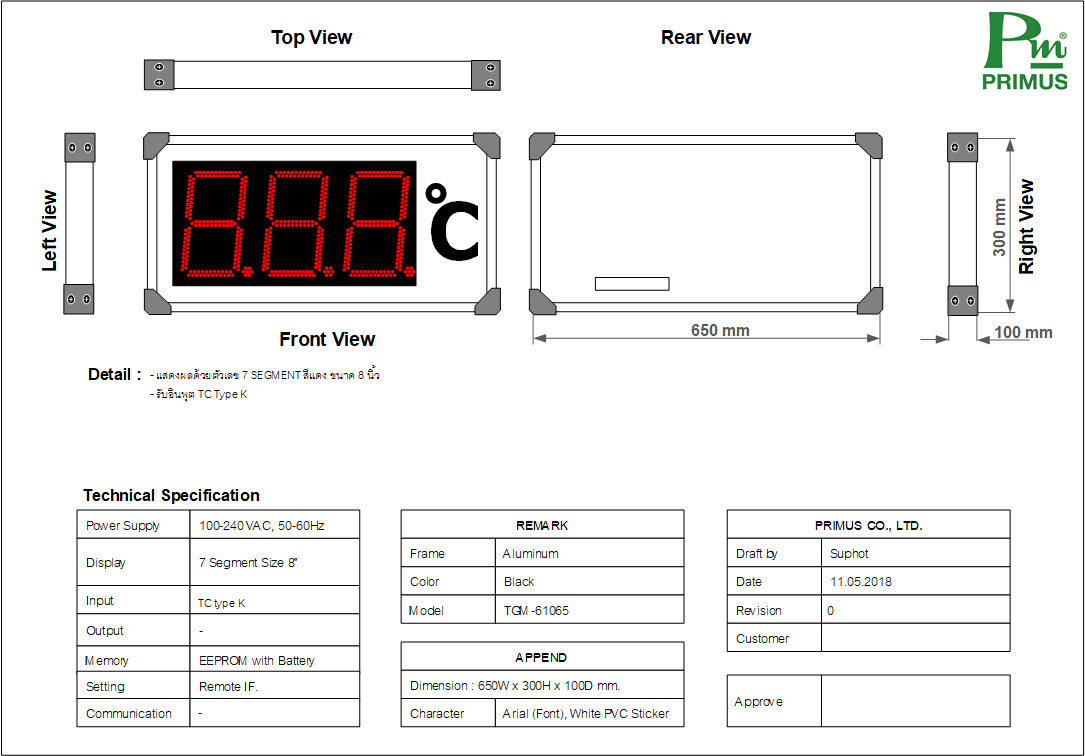 Top View
Rear View
Pm®
PRIMUS
Left View
°C
Front View
650 mm
300 mm
Right View
100 mm
Detail : - แสดงผลด้วยตัวเลข 7 SEGMENT สีแดง ขนาด 8 นิ้ว
- รับอินพุต TC Type K
Technical Specification
Power Supply 100-240 VAC, 50-60Hz
Display 7 Segment Size 8"
Input TC type K
Output -
Memory EEPROM with Battery
Setting Remote IF.
Communication -
REMARK
Frame Aluminum
Color Black
Model TGM-61065
APPEND
Dimension : 650W x 300H x 100D mm.
Character Arial (Font), White PVC Sticker
PRIMUS CO., LTD.
Draft by Suphot
Date 11.05.2018
Revision 0
Customer
Approve